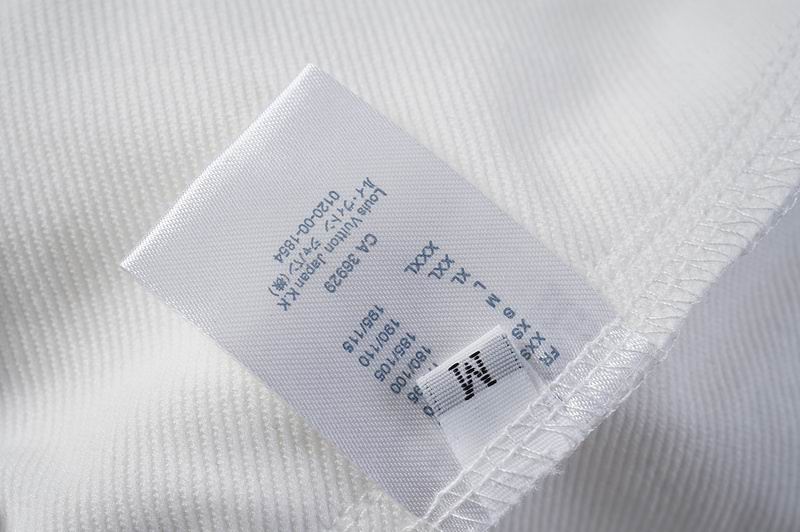 FR
XXS
XS
S
M
L
XL
XXL
XXXL
180/100
185/105
190/110
195/115
CA 36929
Louis Vuitton Japan K.K
ルイ・ヴィトン ジャパン（株）
0120-00-1854
M